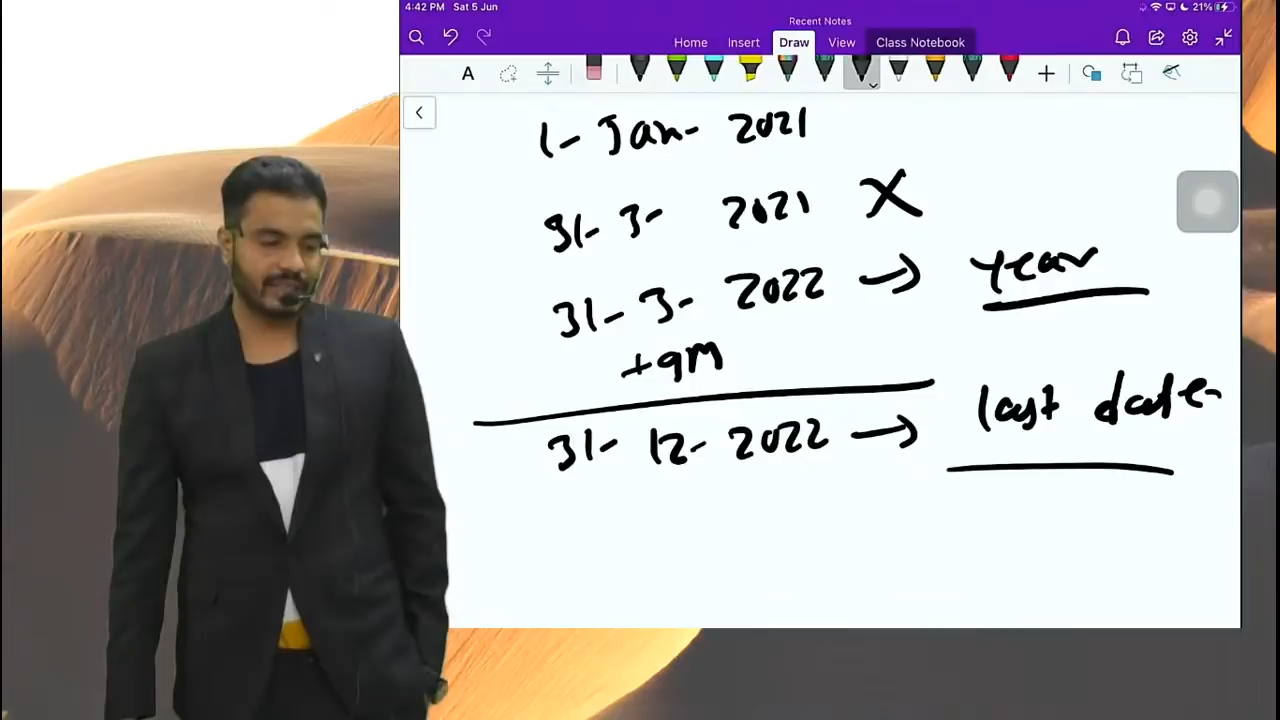 4:42 PM Sat 5 Jun
21%
Recent Notes
Home Insert Draw View Class Notebook
A
1- Jan- 2021
31- 3- 2021 X
31- 3- 2022 → year
+9M
31- 12- 2022 → last date